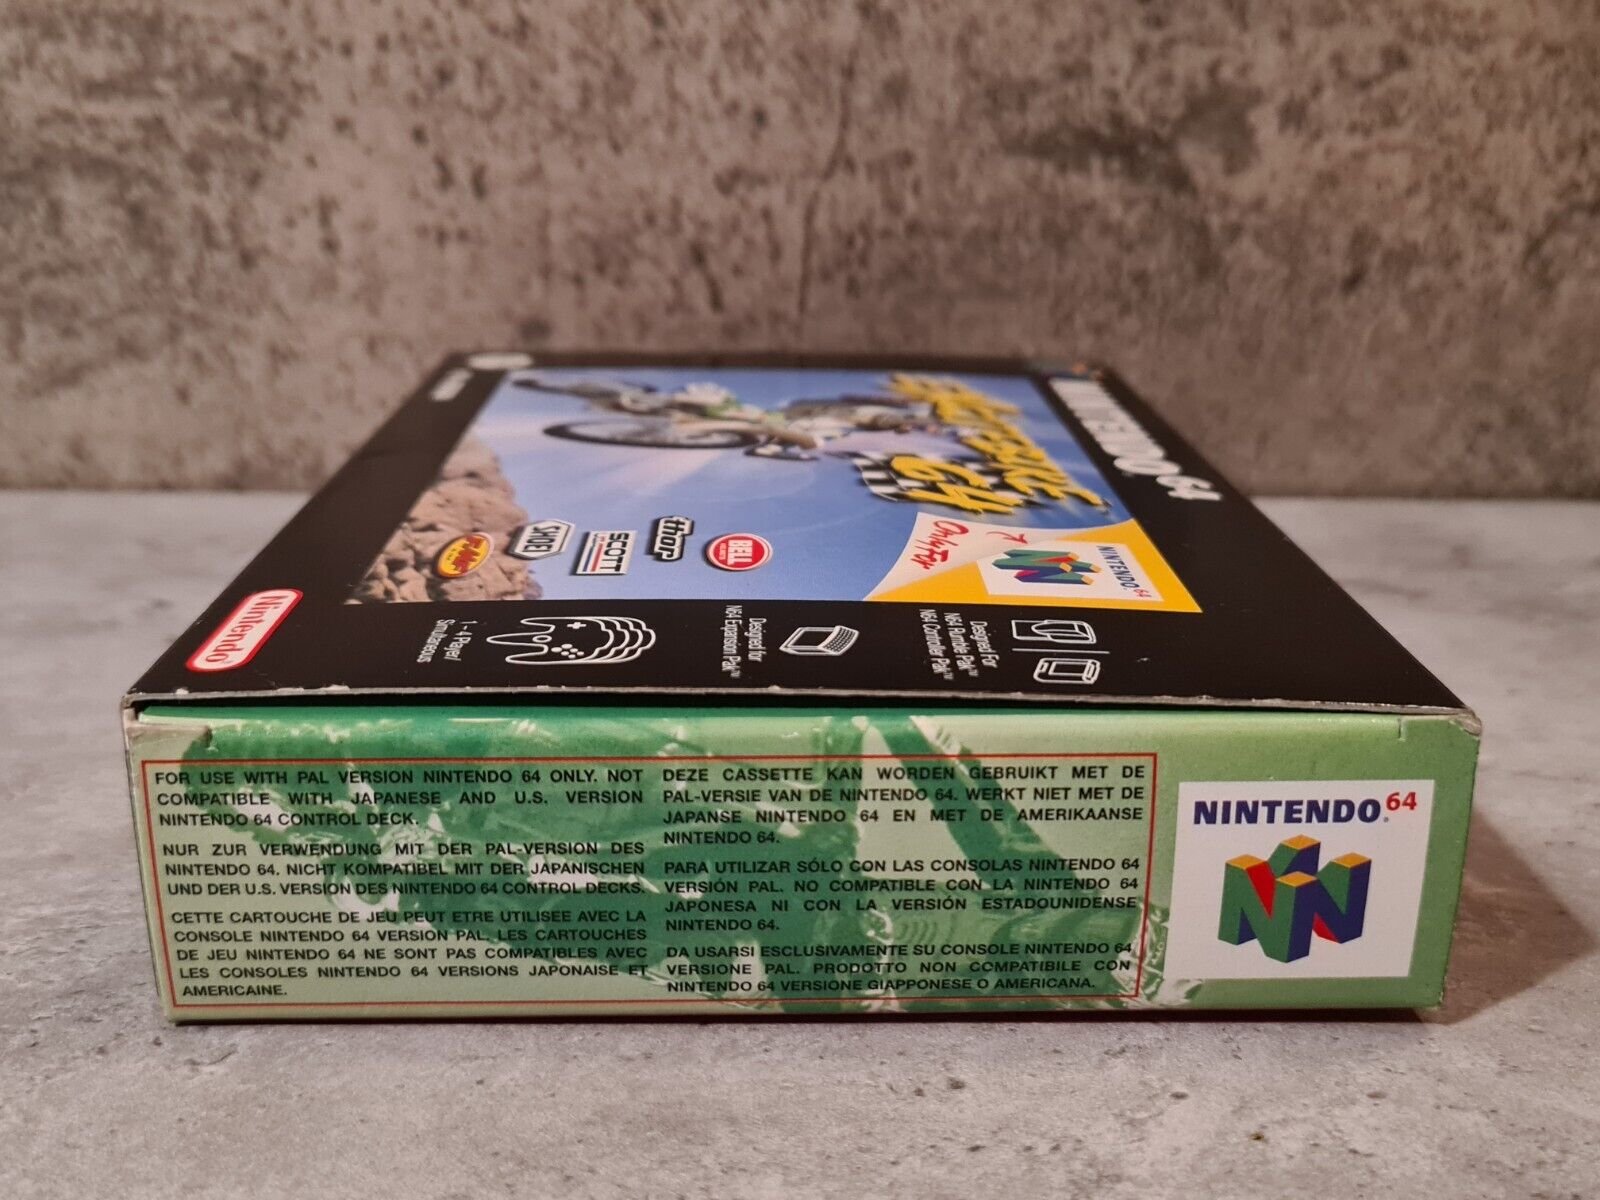 NINTENDO 64
EXCITEBIKE
64
Only For
NINTENDO 64
BELL
HELMETS
tHOR
SCOTT
SHOEI
Nintendo
1 - 4 Player
Simultaneous
Designed for
N64 Expansion Pak™
Designed For
N64 Rumble Pak™
N64 Controller Pak™
FOR USE WITH PAL VERSION NINTENDO 64 ONLY. NOT
COMPATIBLE WITH JAPANESE AND U.S. VERSION
NINTENDO 64 CONTROL DECK.
NUR ZUR VERWENDUNG MIT DER PAL-VERSION DES
NINTENDO 64. NICHT KOMPATIBEL MIT DER JAPANISCHEN
UND DER U.S. VERSION DES NINTENDO 64 CONTROL DECKS.
CETTE CARTOUCHE DE JEU PEUT ETRE UTILISEE AVEC LA
CONSOLE NINTENDO 64 VERSION PAL. LES CARTOUCHES
DE JEU NINTENDO 64 NE SONT PAS COMPATIBLES AVEC
LES CONSOLES NINTENDO 64 VERSIONS JAPONAISE ET
AMERICAINE.
DEZE CASSETTE KAN WORDEN GEBRUIKT MET DE
PAL-VERSIE VAN DE NINTENDO 64. WERKT NIET MET DE
JAPANSE NINTENDO 64 EN MET DE AMERIKAANSE
NINTENDO 64.
PARA UTILIZAR SÓLO CON LAS CONSOLAS NINTENDO 64
VERSIÓN PAL. NO COMPATIBLE CON LA NINTENDO 64
JAPONESA NI CON LA VERSIÓN ESTADOUNIDENSE
NINTENDO 64.
DA USARSI ESCLUSIVAMENTE SU CONSOLE NINTENDO 64
VERSIONE PAL. PRODOTTO NON COMPATIBILE CON
NINTENDO 64 VERSIONE GIAPPONESE O AMERICANA.
NINTENDO 64